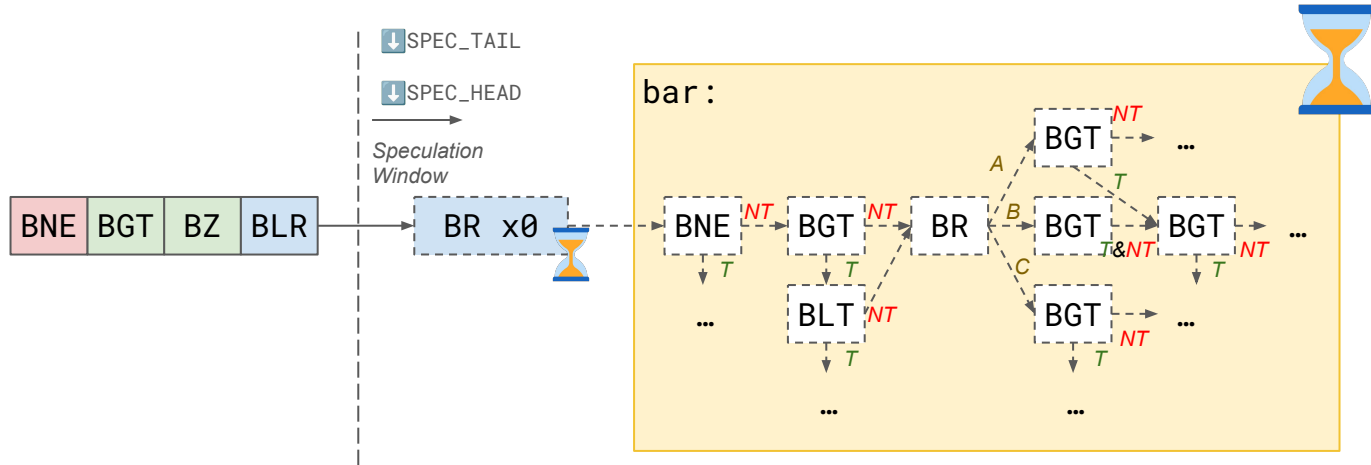 SPEC_TAIL
SPEC_HEAD
Speculation
Window
BNE BGT BZ BLR
BR x0
bar:
BGT NT ...
A T
BNE NT BGT NT BR B BGT T&NT BGT NT ...
T T C T
... BLT NT BGT NT ... ...
T T
... ...